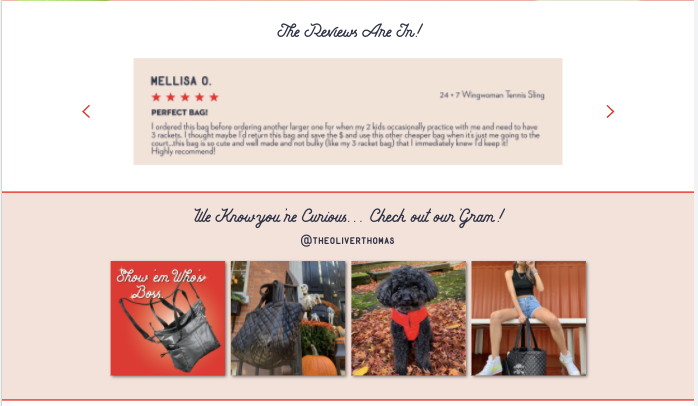 The Reviews Are In!
MELLISA O.
24 + 7 Wingwoman Tennis Sling
PERFECT BAG!
I ordered this bag before ordering another larger one for when my 2 kids occasionally practice with me and need to have
3 rackets. I thought maybe I'd return this bag and save the $ and use this other cheaper bag when it's just me going to the
court...this bag is so cute and well made and not bulky (like my 3 racket bag) that I immediately knew I'd keep it!
Highly recommend!
We Know you're Curious... Check out our 'Gram!
@THEOLIVERTHOMAS
Show 'em Who's
Boss